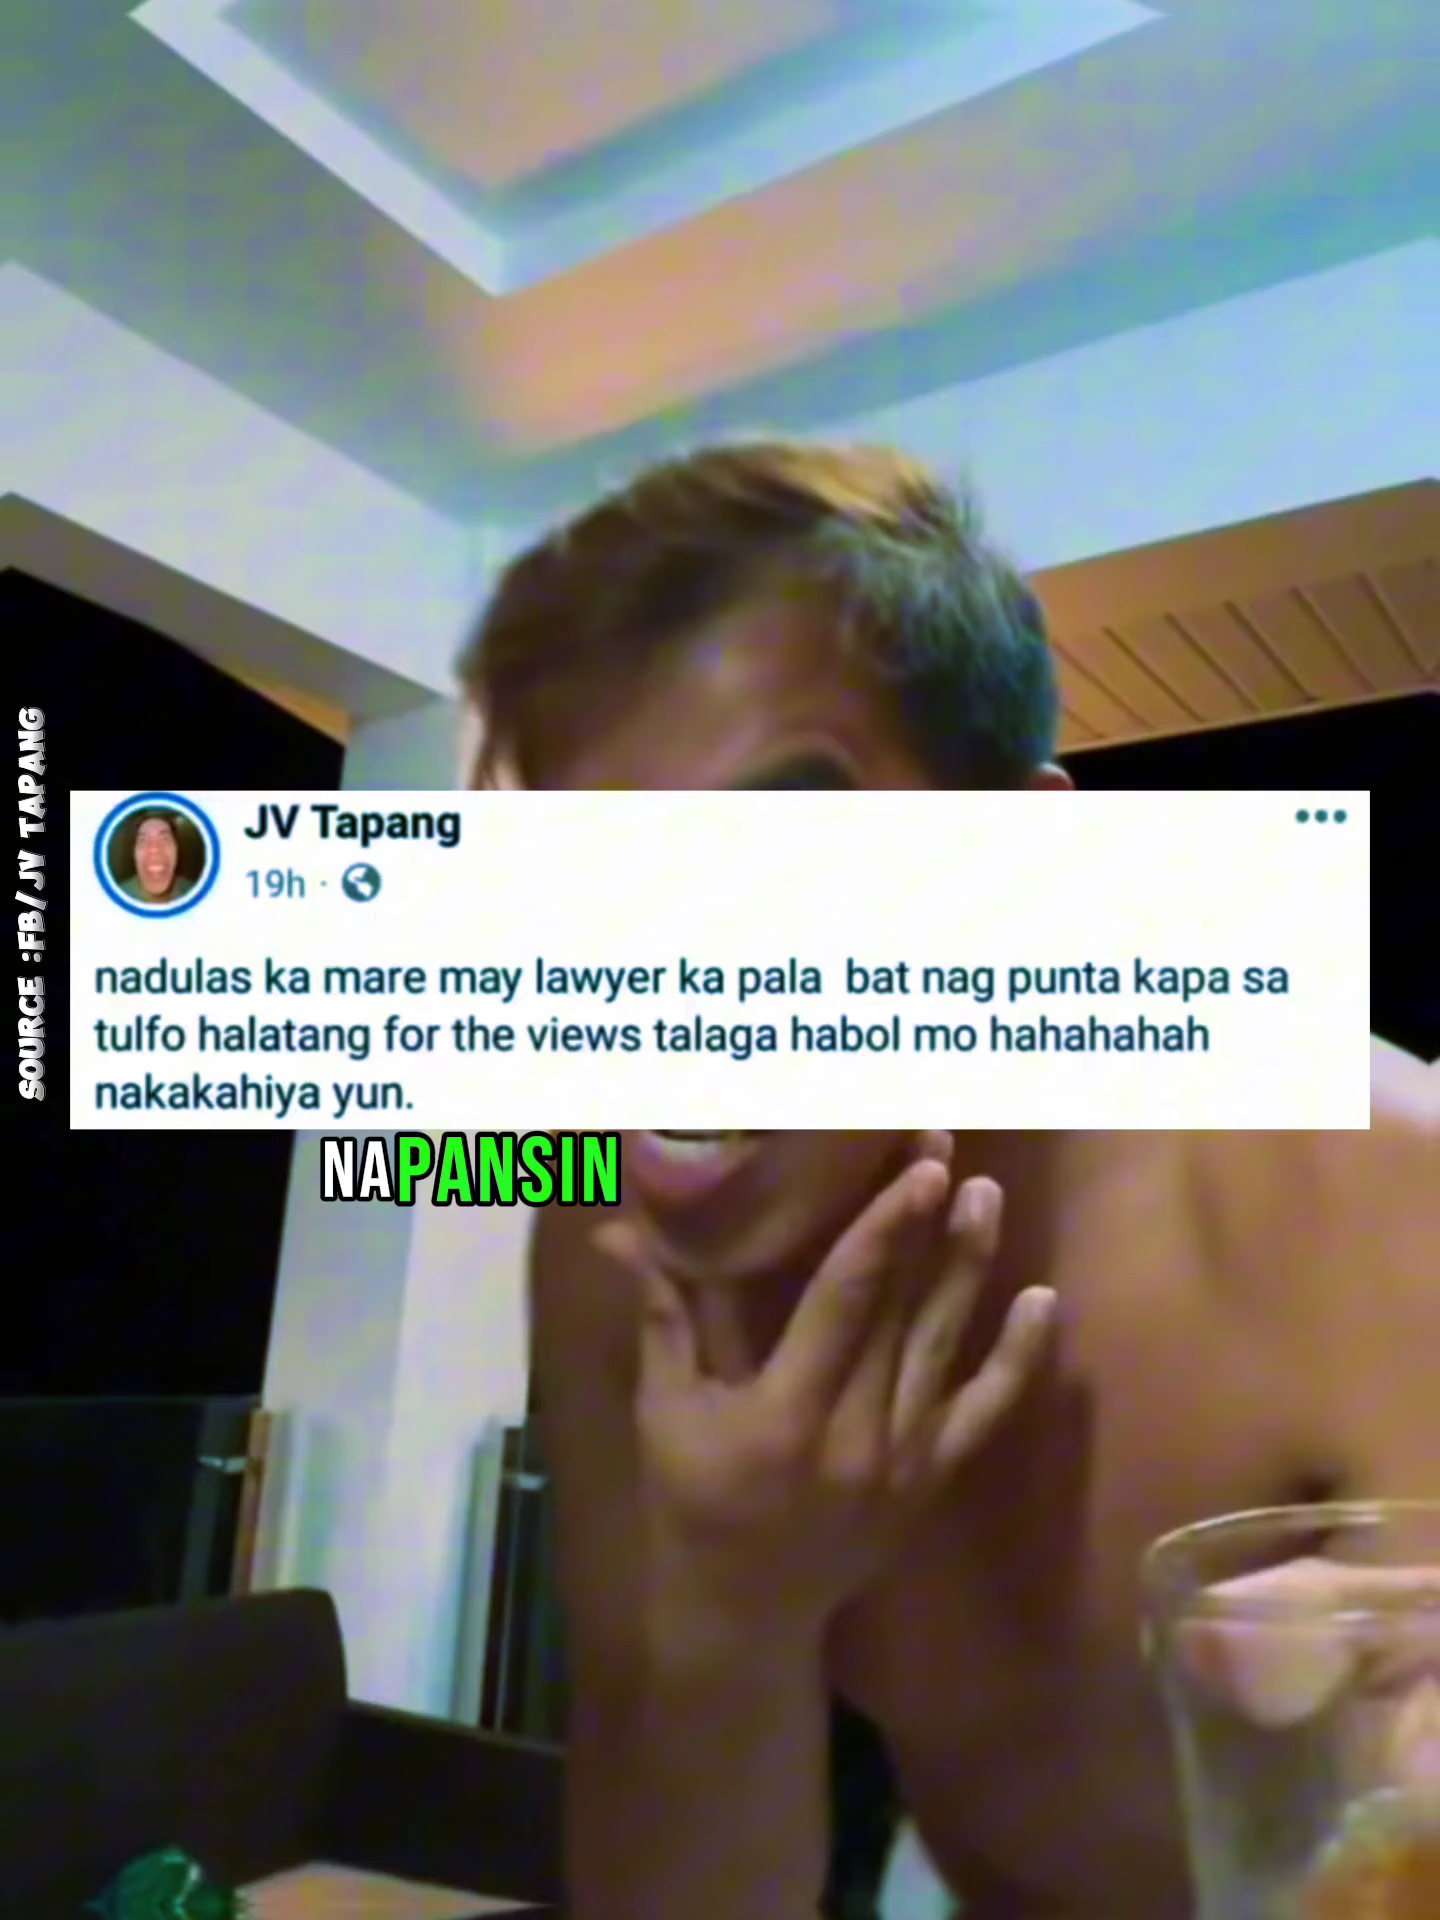 SOURCE :FB/JV TAPANG
JV Tapang
19h ·
nadulas ka mare may lawyer ka pala bat nag punta kapa sa
tulfo halatang for the views talaga habol mo hahahahah
nakakahiya yun.
NAPANSIN